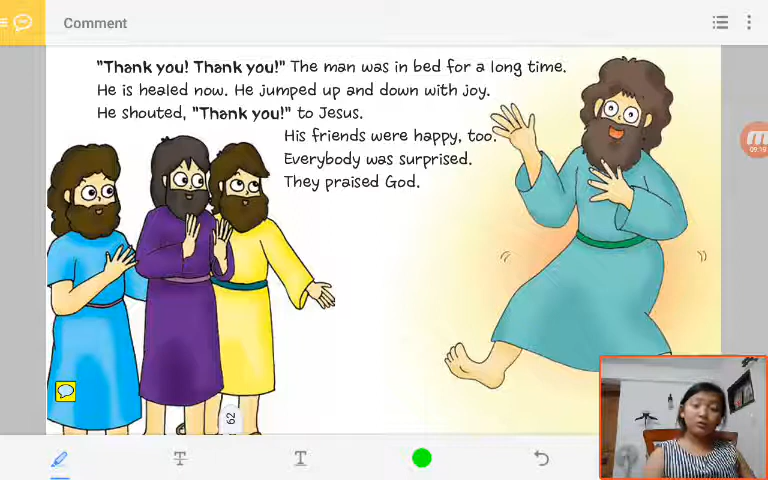 Comment
"Thank you! Thank you!" The man was in bed for a long time.
He is healed now. He jumped up and down with joy.
He shouted, "Thank you!" to Jesus.
His friends were happy, too.
Everybody was surprised.
They praised God.
09:19
62
T
T